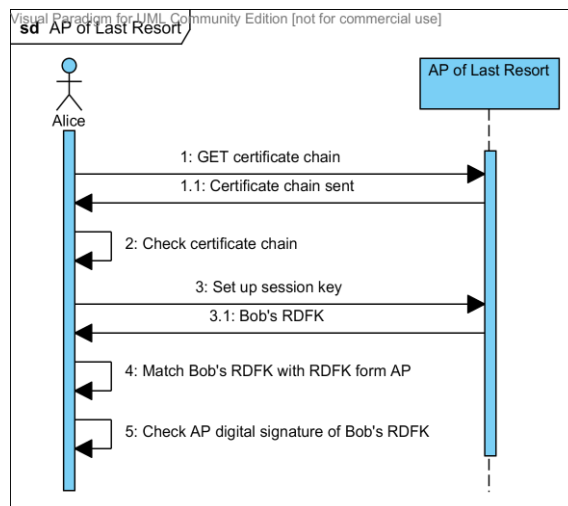 Visual Paradigm for UML Community Edition [not for commercial use]
sd AP of Last Resort
AP of Last Resort
Alice
1: GET certificate chain
1.1: Certificate chain sent
2: Check certificate chain
3: Set up session key
3.1: Bob's RDFK
4: Match Bob's RDFK with RDFK form AP
5: Check AP digital signature of Bob's RDFK